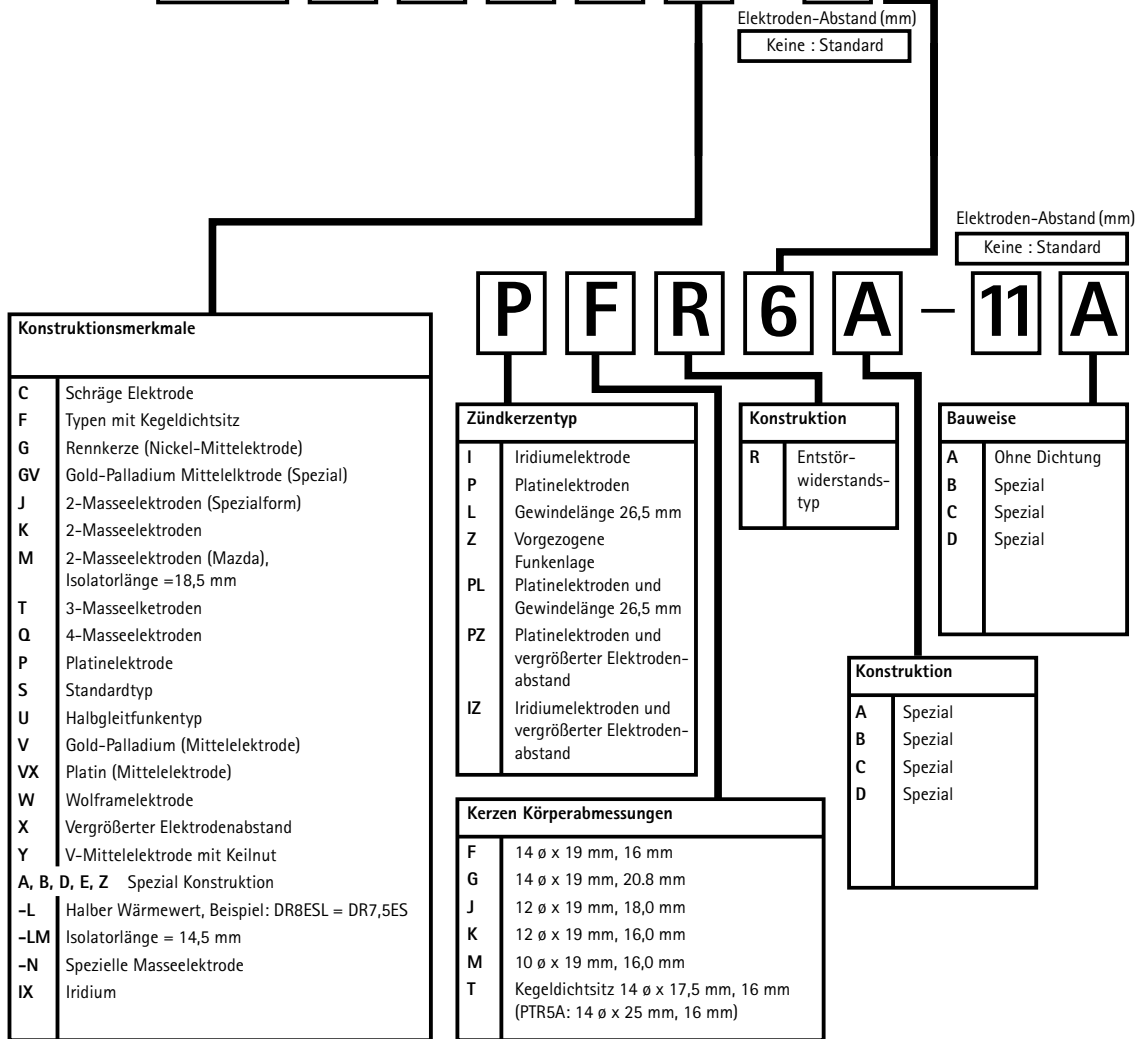 Elektroden-Abstand (mm)
Keine : Standard
Elektroden-Abstand (mm)
Keine : Standard
P F R 6 A – 11 A
Konstruktionsmerkmale
C Schräge Elektrode
F Typen mit Kegeldichtsitz
G Rennkerze (Nickel-Mittelektrode)
GV Gold-Palladium Mittelelktrode (Spezial)
J 2-Masseelektroden (Spezialform)
K 2-Masseelektroden
M 2-Masseelektroden (Mazda),
Isolatorlänge =18,5 mm
T 3-Masseelketroden
Q 4-Masseelektroden
P Platinelektrode
S Standardtyp
U Halbgleitfunkentyp
V Gold-Palladium (Mittelelektrode)
VX Platin (Mittelelektrode)
W Wolframelektrode
X Vergrößerter Elektrodenabstand
Y V-Mittelelektrode mit Keilnut
A, B, D, E, Z Spezial Konstruktion
-L Halber Wärmewert, Beispiel: DR8ESL = DR7,5ES
-LM Isolatorlänge = 14,5 mm
-N Spezielle Masseelektrode
IX Iridium
Zündkerzentyp
I Iridiumelektrode
P Platinelektroden
L Gewindelänge 26,5 mm
Z Vorgezogene
Funkenlage
PL Platinelektroden und
Gewindelänge 26,5 mm
PZ Platinelektroden und
vergrößerter Elektroden-
abstand
IZ Iridiumelektroden und
vergrößerter Elektroden-
abstand
Kerzen Körperabmessungen
F 14 ø x 19 mm, 16 mm
G 14 ø x 19 mm, 20.8 mm
J 12 ø x 19 mm, 18,0 mm
K 12 ø x 19 mm, 16,0 mm
M 10 ø x 19 mm, 16,0 mm
T Kegeldichtsitz 14 ø x 17,5 mm, 16 mm
(PTR5A: 14 ø x 25 mm, 16 mm)
Konstruktion
R Entstör-
widerstands-
typ
Konstruktion
A Spezial
B Spezial
C Spezial
D Spezial
Bauweise
A Ohne Dichtung
B Spezial
C Spezial
D Spezial